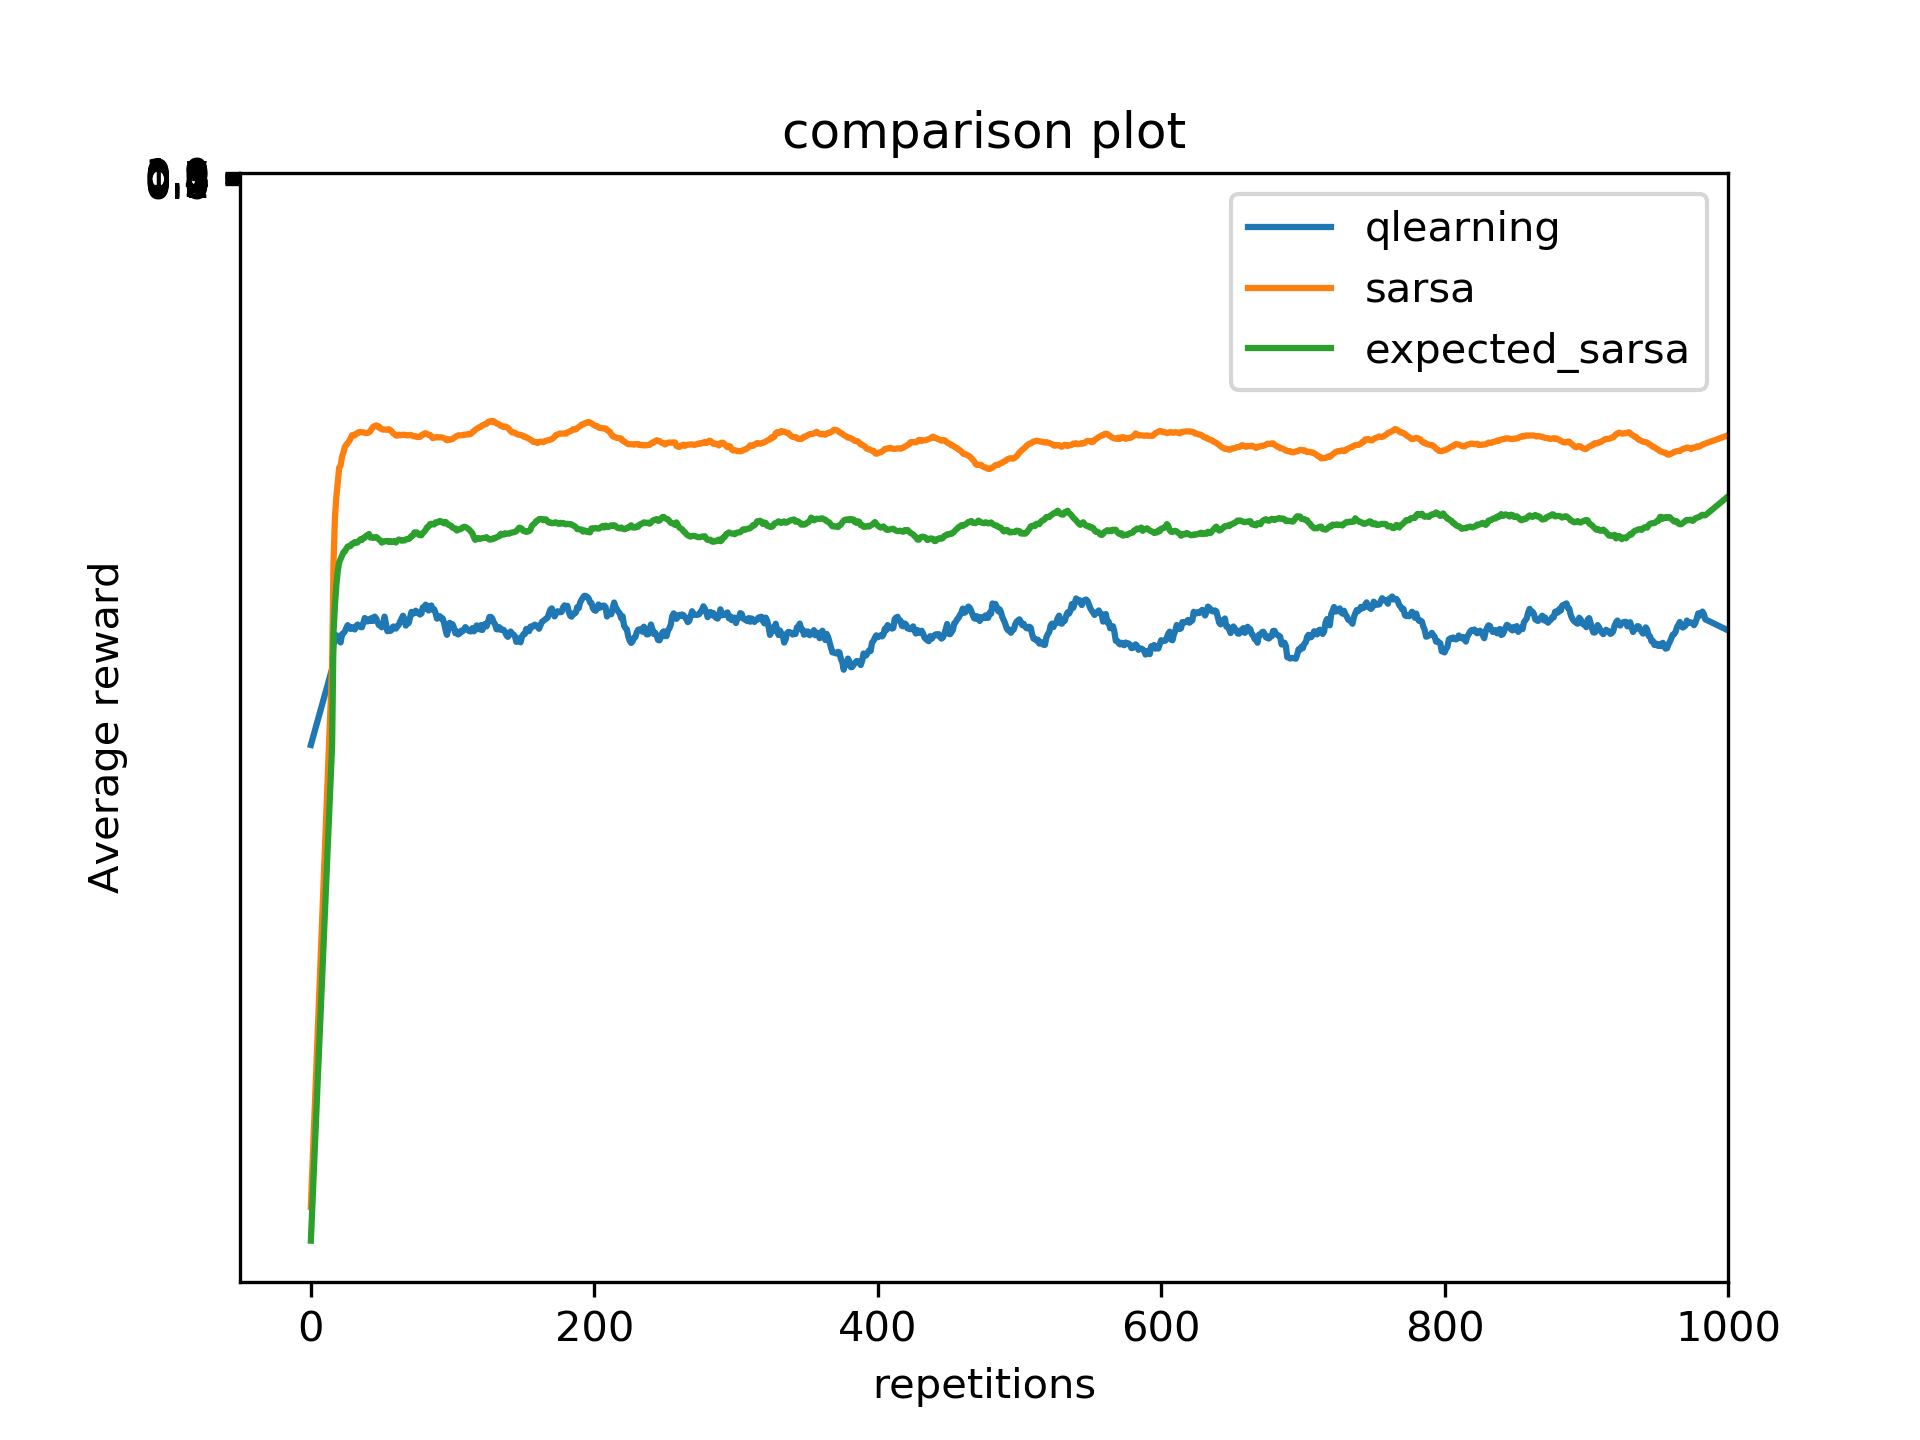 comparison plot
qlearning
sarsa
expected_sarsa
Average reward
0 200 400 600 800 1000
repetitions